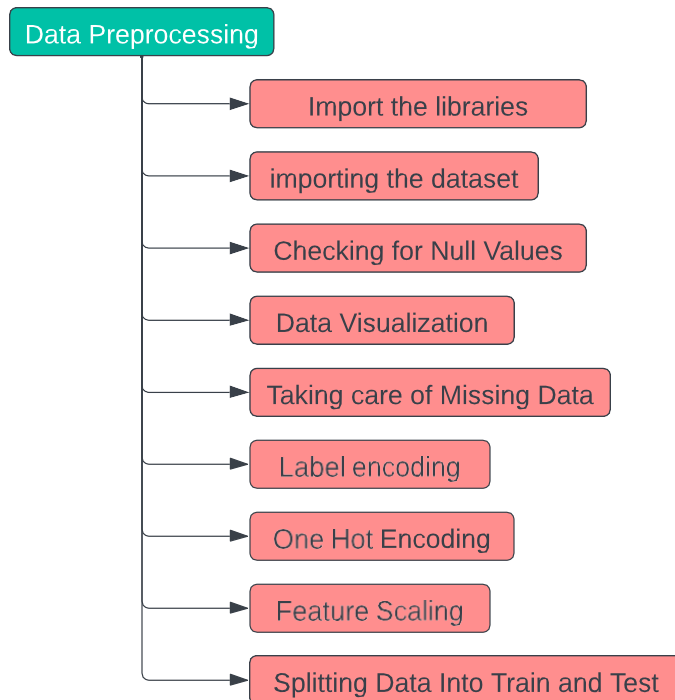 Data Preprocessing
Import the libraries
importing the dataset
Checking for Null Values
Data Visualization
Taking care of Missing Data
Label encoding
One Hot Encoding
Feature Scaling
Splitting Data Into Train and Test